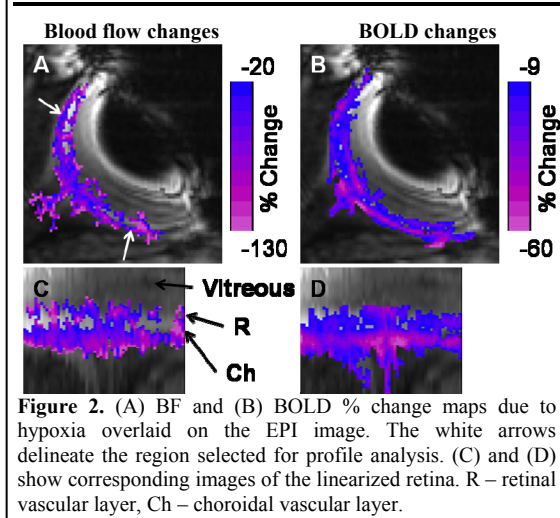 Blood flow changes
BOLD changes
A
-20
% Change
-130
B
-9
% Change
-60
C
Vitreous
R
Ch
D
Figure 2. (A) BF and (B) BOLD % change maps due to
hypoxia overlaid on the EPI image. The white arrows
delineate the region selected for profile analysis. (C) and (D)
show corresponding images of the linearized retina. R – retinal
vascular layer, Ch – choroidal vascular layer.